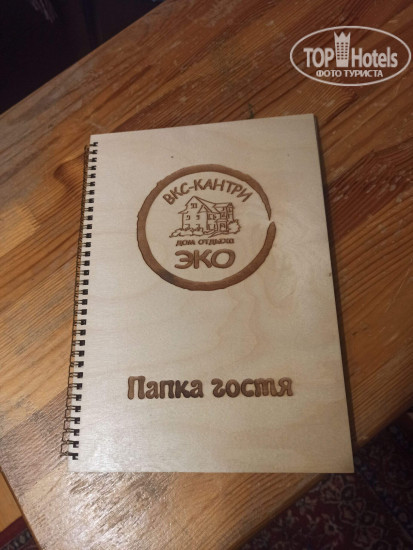 TOP Hotels
ФОТО ТУРИСТА
ВКС-КАНТРИ
ДОМ ОТДЫХА
ЭКО
Папка гостя